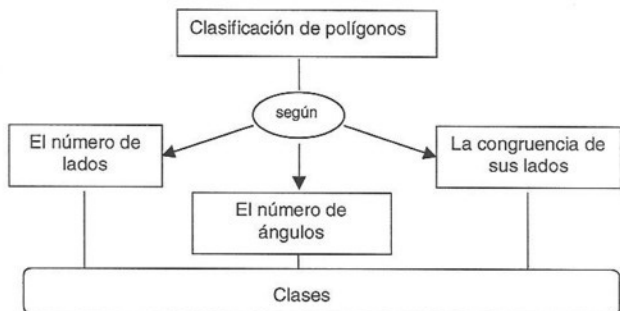 Clasificación de polígonos
según
El número de
lados
La congruencia de
sus lados
El número de
ángulos
Clases